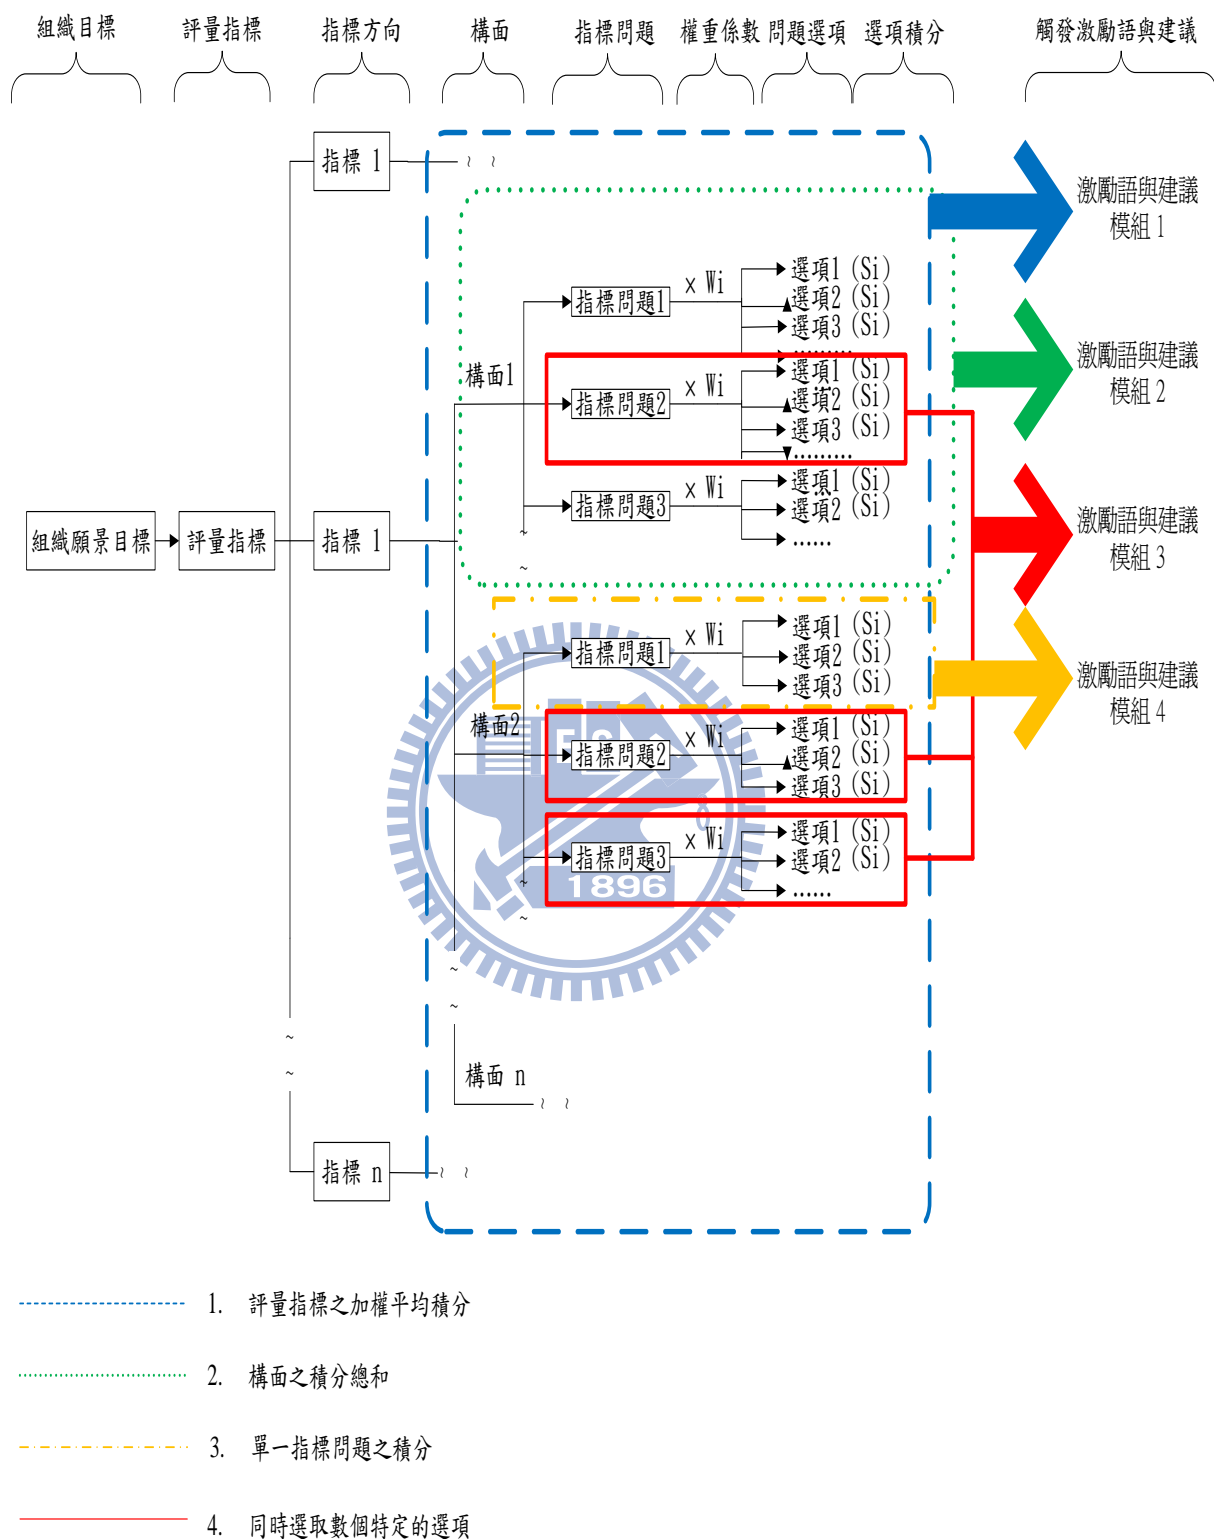 組織目標 評量指標 指標方向 構面 指標問題 權重係數 問題選項 選項積分 觸發激勵語與建議
指標 1
~ ~
激勵語與建議
模組 1
指標問題1
× Wi
選項1 (Si)
選項2 (Si)
選項3 (Si)
.........
激勵語與建議
模組 2
構面1
指標問題2
× Wi
選項1 (Si)
選項2 (Si)
選項3 (Si)
.........
指標問題3
× Wi
選項1 (Si)
選項2 (Si)
......
~
~
組織願景目標
評量指標
指標 1
激勵語與建議
模組 3
指標問題1
× Wi
選項1 (Si)
選項2 (Si)
選項3 (Si)
激勵語與建議
模組 4
構面2
指標問題2
× Wi
選項1 (Si)
選項2 (Si)
選項3 (Si)
指標問題3
× Wi
選項1 (Si)
選項2 (Si)
......
1896
~
~
~
~
~
~
構面 n
~ ~
指標 n
~ ~
1. 評量指標之加權平均積分
2. 構面之積分總和
3. 單一指標問題之積分
4. 同時選取數個特定的選項